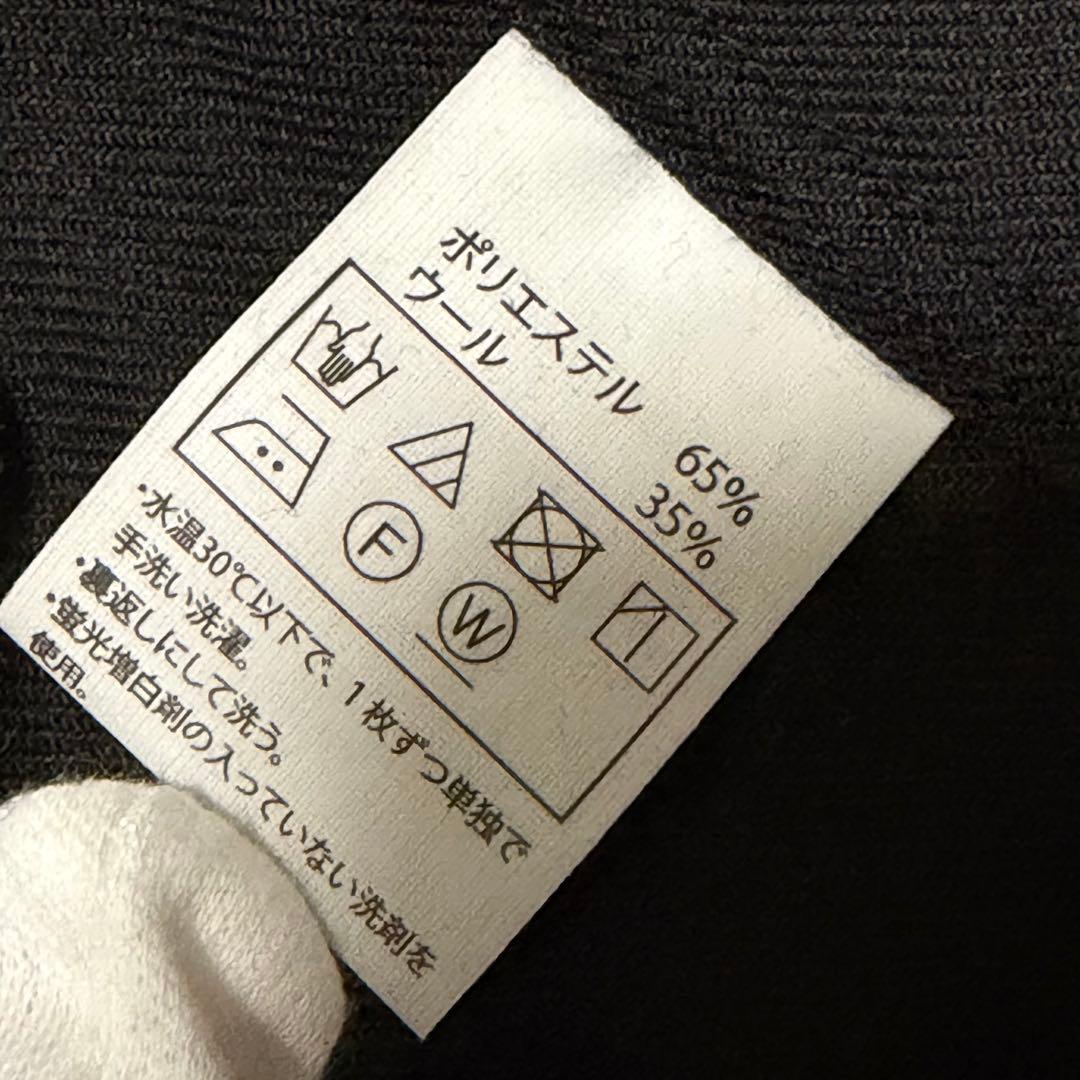 ポリエステル 65%
ウール 35%
F
W
・水温30℃以下で、1枚ずつ単独で
手洗い洗濯。
・裏返しにして洗う。
・蛍光増白剤の入っていない洗剤を
使用。